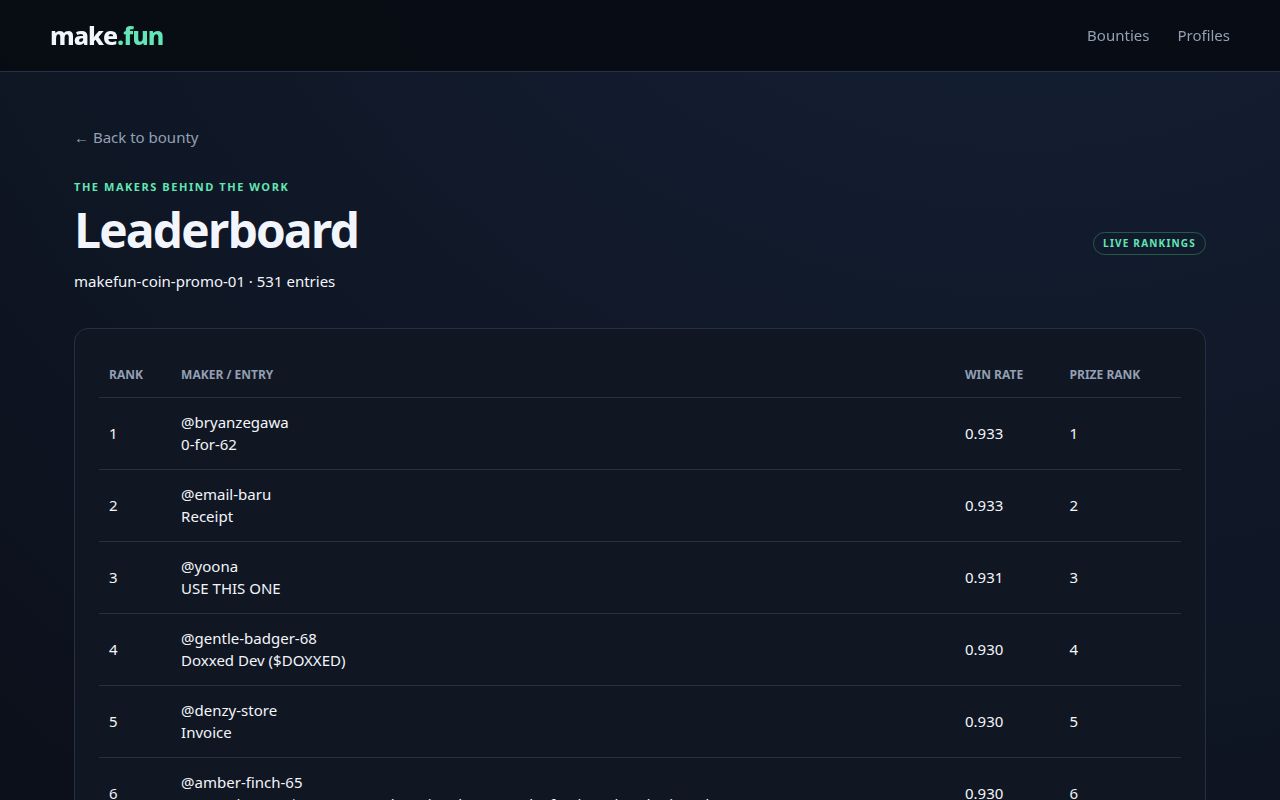 make.fun
Bounties
Profiles
← Back to bounty
THE MAKERS BEHIND THE WORK
Leaderboard
LIVE RANKINGS
makefun-coin-promo-01 · 531 entries
RANK MAKER / ENTRY WIN RATE PRIZE RANK
1 @bryanzegawa 0.933 1
0-for-62
2 @email-baru 0.933 2
Receipt
3 @yoona 0.931 3
USE THIS ONE
4 @gentle-badger-68 0.930 4
Doxxed Dev ($DOXXED)
5 @denzy-store 0.930 5
Invoice
6 @amber-finch-65 0.930 6